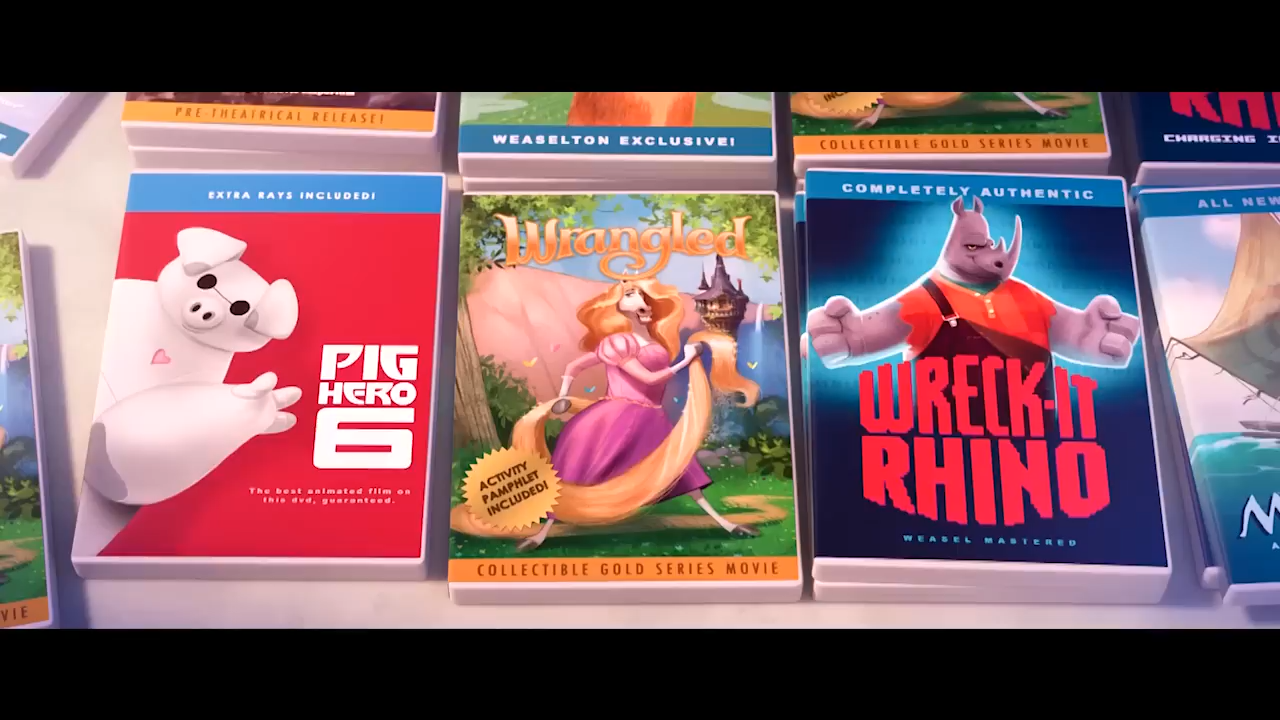 PRE-THEATRICAL RELEASE!
WEASELTON EXCLUSIVE!
COLLECTIBLE GOLD SERIES MOVIE
CHARGING
EXTRA RAYS INCLUDED!
PIG
HERO
6
The best animated film on
this dvd, guaranteed.
Wrangled
ACTIVITY
PAMPHLET
INCLUDED!
COLLECTIBLE GOLD SERIES MOVIE
COMPLETELY AUTHENTIC
WRECK-IT
RHINO
WEASEL MASTERED
ALL NEW
VIE